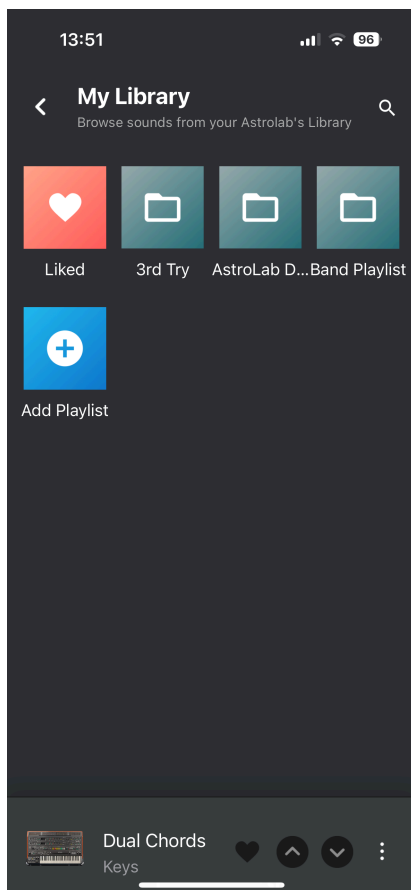 13:51
96
My Library
Browse sounds from your Astrolab's Library
Liked
3rd Try
AstroLab D...
Band Playlist
Add Playlist
Dual Chords
Keys